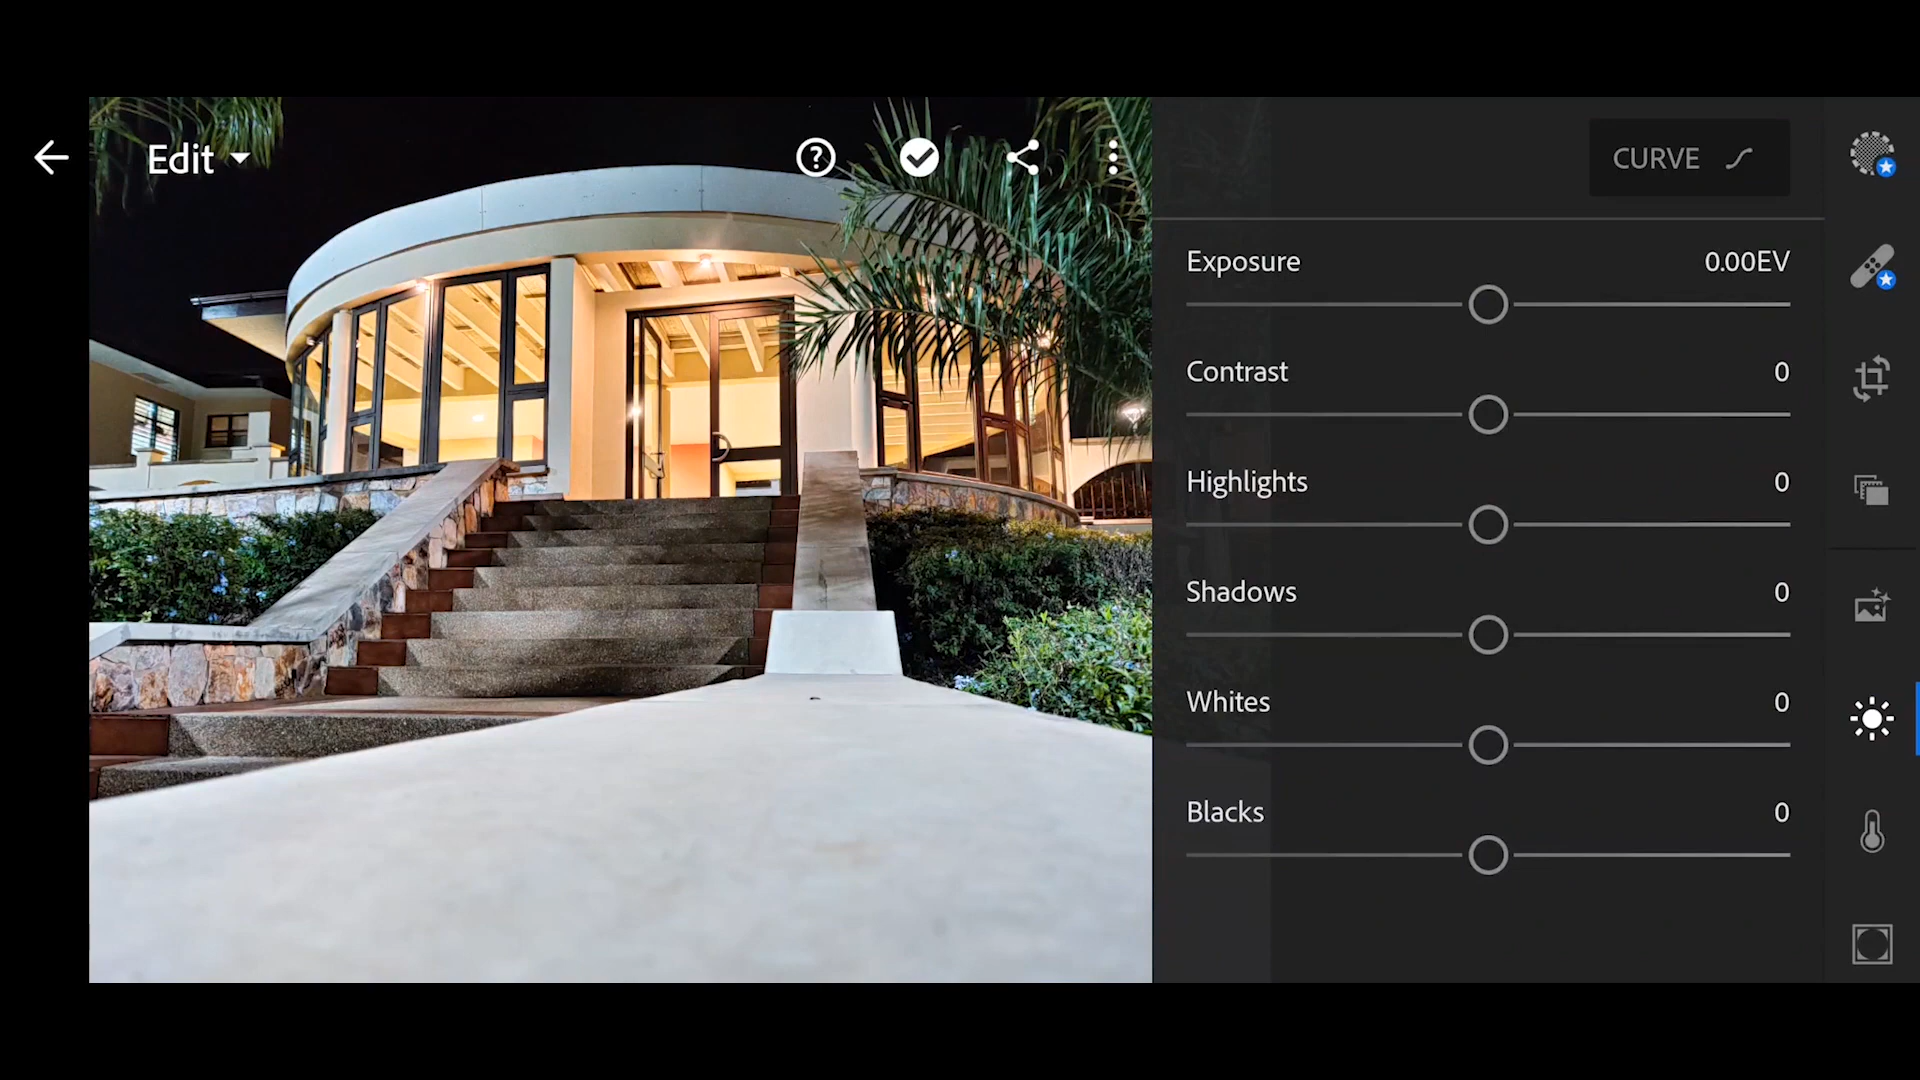 Edit
CURVE
Exposure 0.00EV
Contrast 0
Highlights 0
Shadows 0
Whites 0
Blacks 0